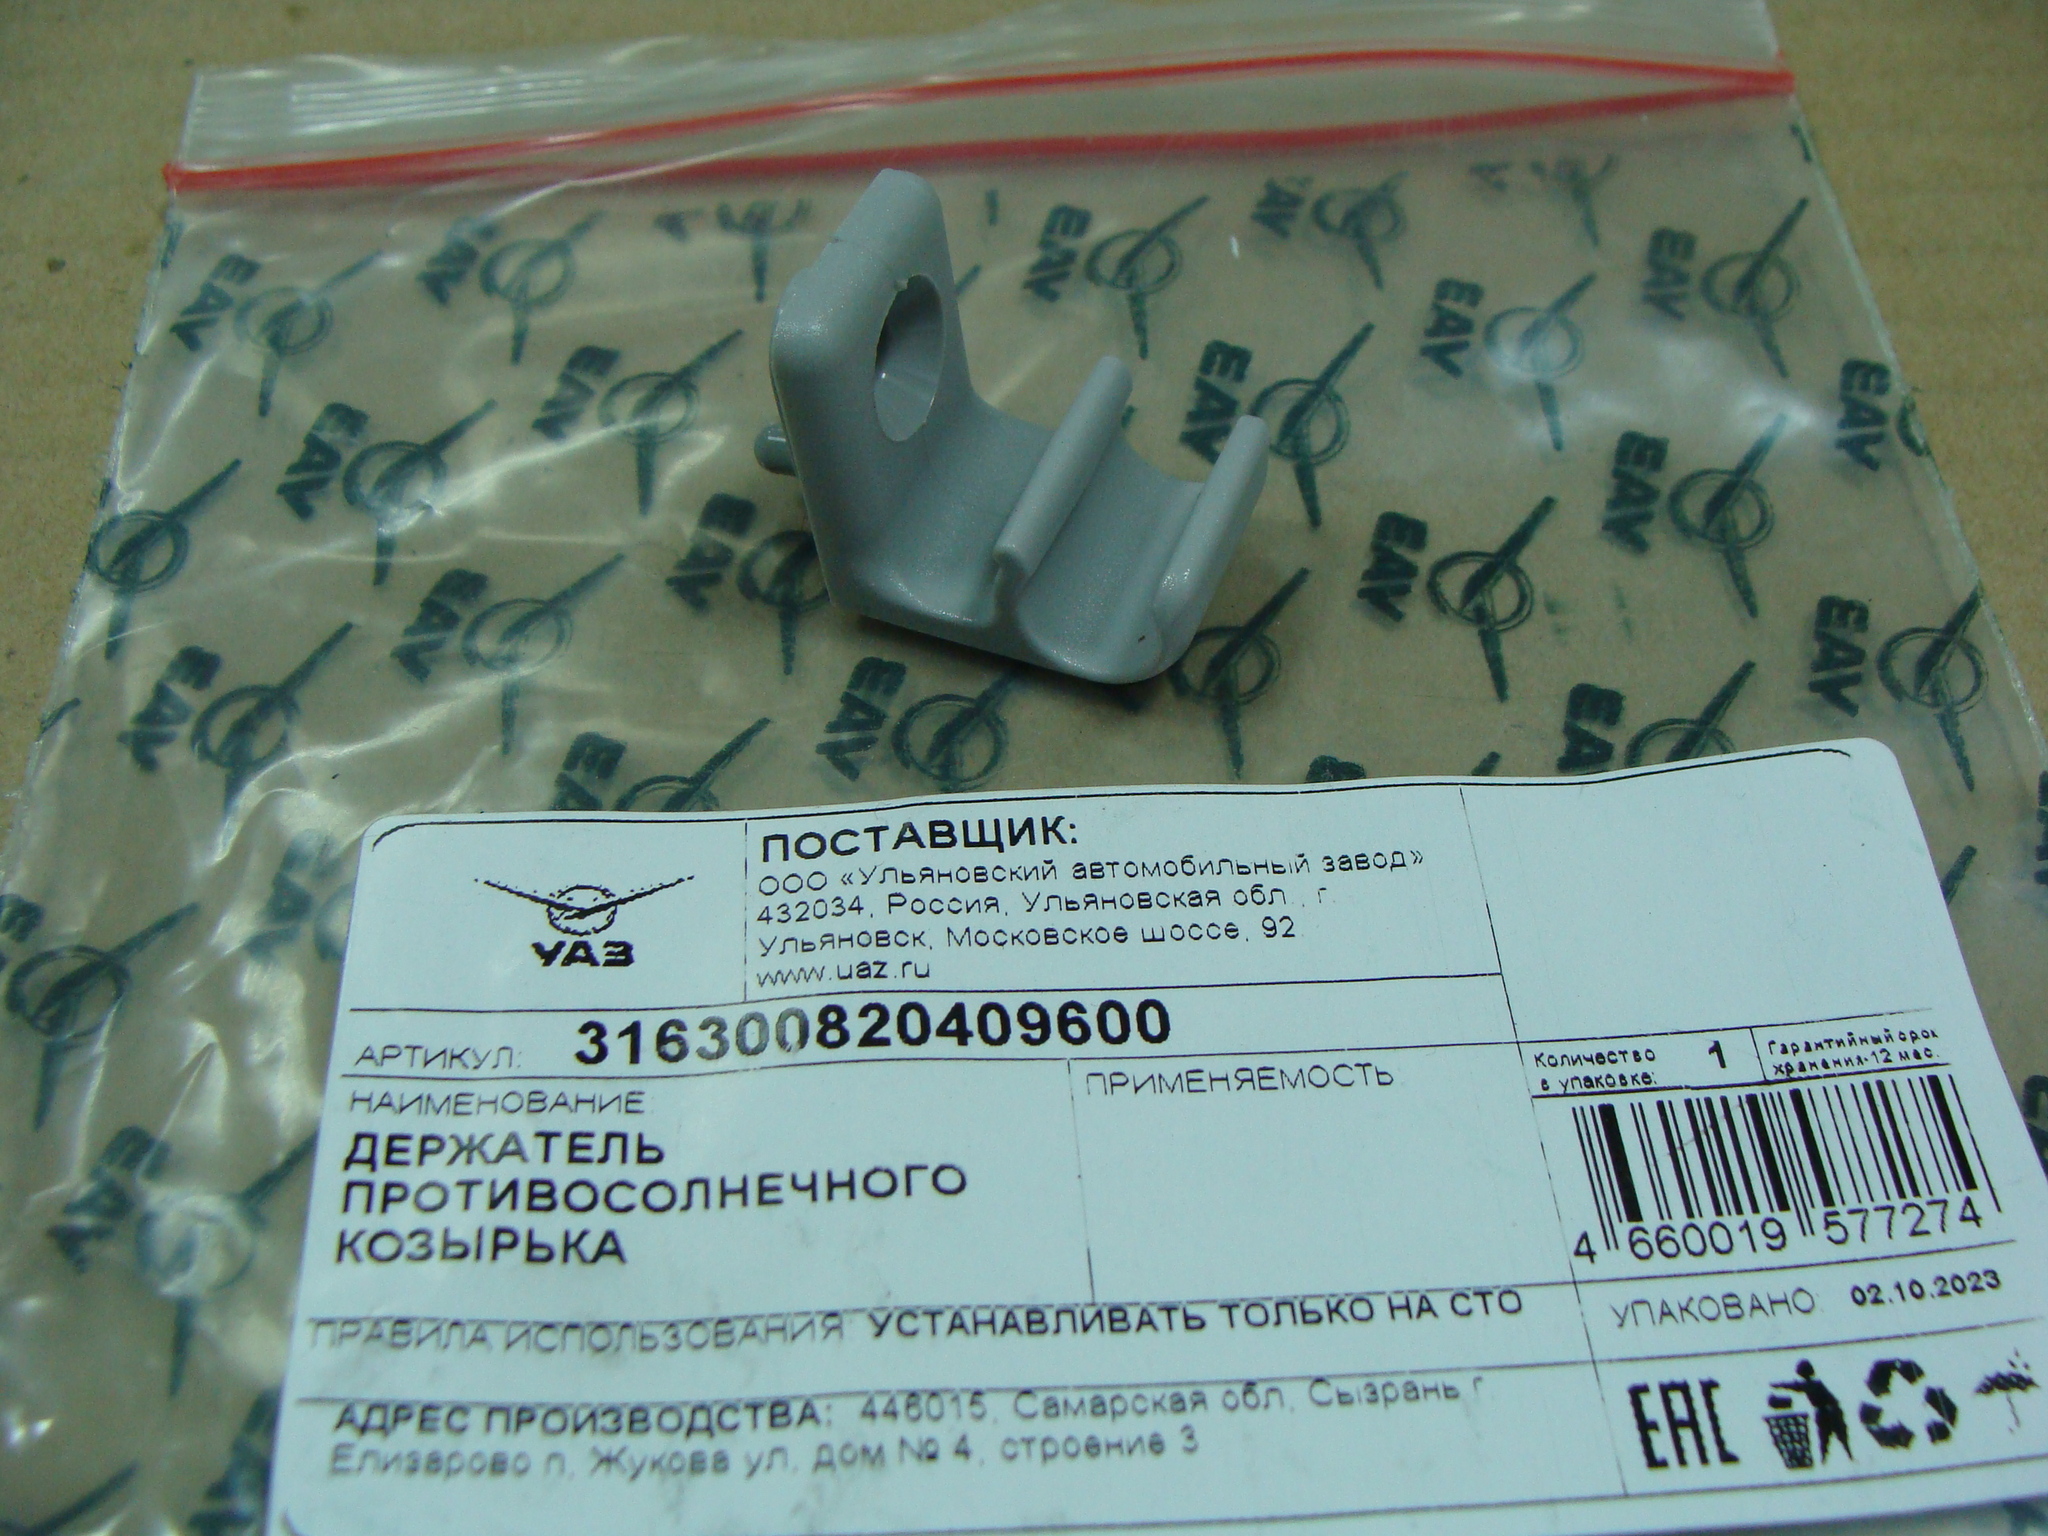 УАЗ
ПОСТАВЩИК:
ООО «Ульяновский автомобильный завод»
432034, Россия, Ульяновская обл., г.
Ульяновск, Московское шоссе, 92
www.uaz.ru
АРТИКУЛ: 316300820409600
НАИМЕНОВАНИЕ:
ДЕРЖАТЕЛЬ
ПРОТИВОСОЛНЕЧНОГО
КОЗЫРЬКА
ПРИМЕНЯЕМОСТЬ
Количество
в упаковке: 1
Гарантийный срок
хранения-12 мес.
4 660019 577274
ПРАВИЛА ИСПОЛЬЗОВАНИЯ: УСТАНАВЛИВАТЬ ТОЛЬКО НА СТО
УПАКОВАНО: 02.10.2023
АДРЕС ПРОИЗВОДСТВА: 446015, Самарская обл, Сызрань г
Елизарово п, Жукова ул, дом № 4, строение 3
ЕАС